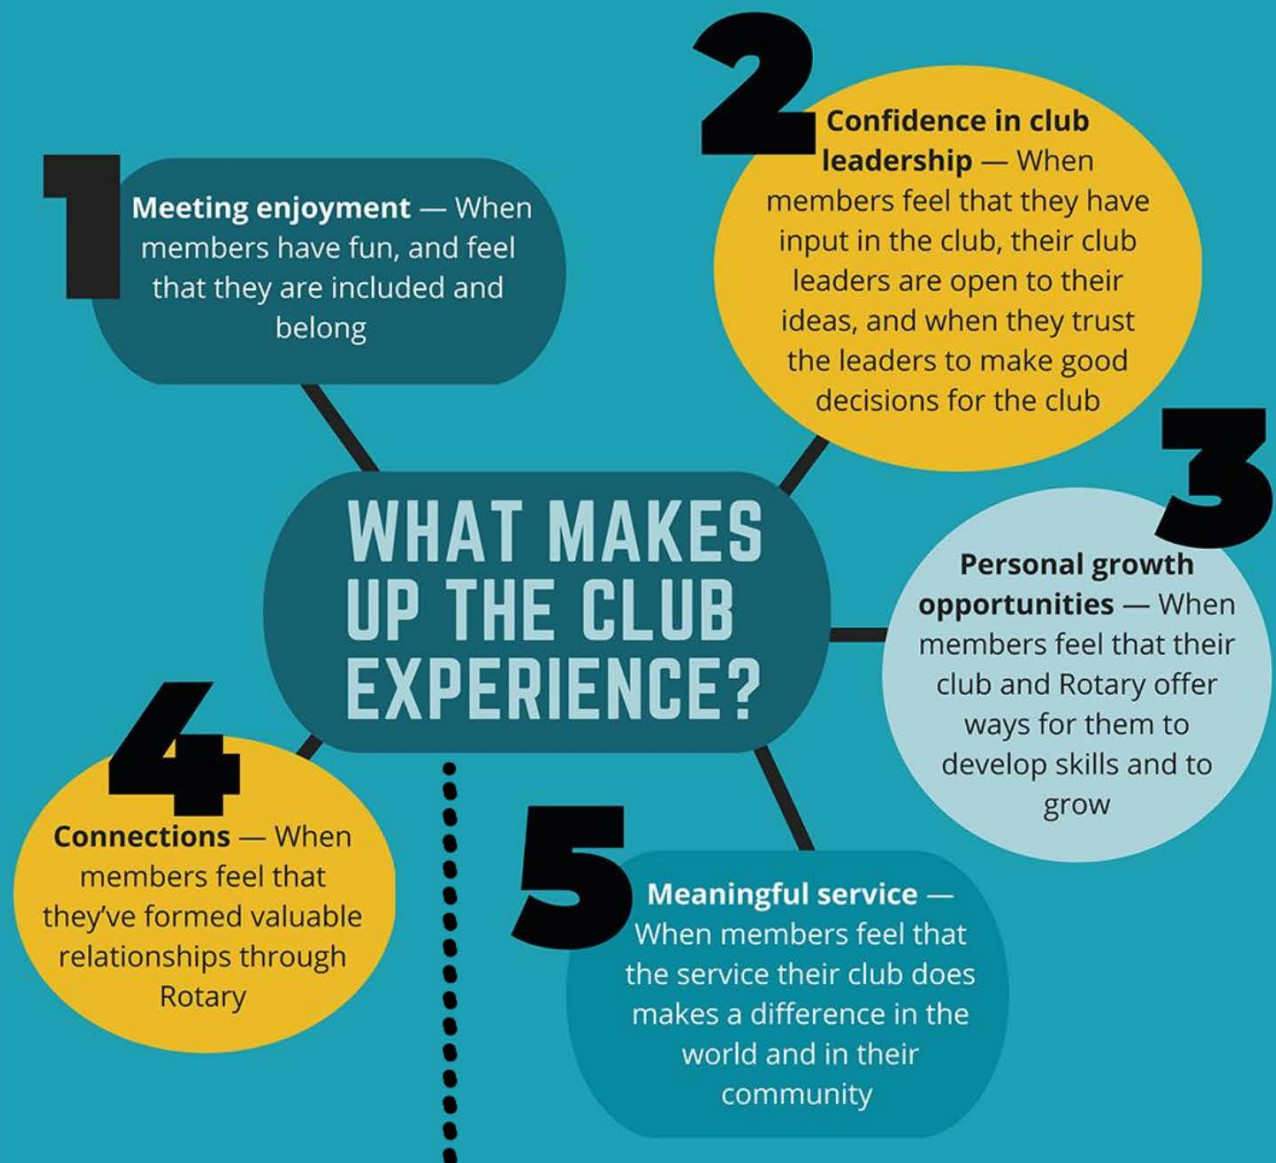 1
Meeting enjoyment — When
members have fun, and feel
that they are included and
belong
2
Confidence in club
leadership — When
members feel that they have
input in the club, their club
leaders are open to their
ideas, and when they trust
the leaders to make good
decisions for the club
WHAT MAKES
UP THE CLUB
EXPERIENCE?
3
Personal growth
opportunities — When
members feel that their
club and Rotary offer
ways for them to
develop skills and to
grow
4
Connections — When
members feel that
they’ve formed valuable
relationships through
Rotary
5
Meaningful service —
When members feel that
the service their club does
makes a difference in the
world and in their
community